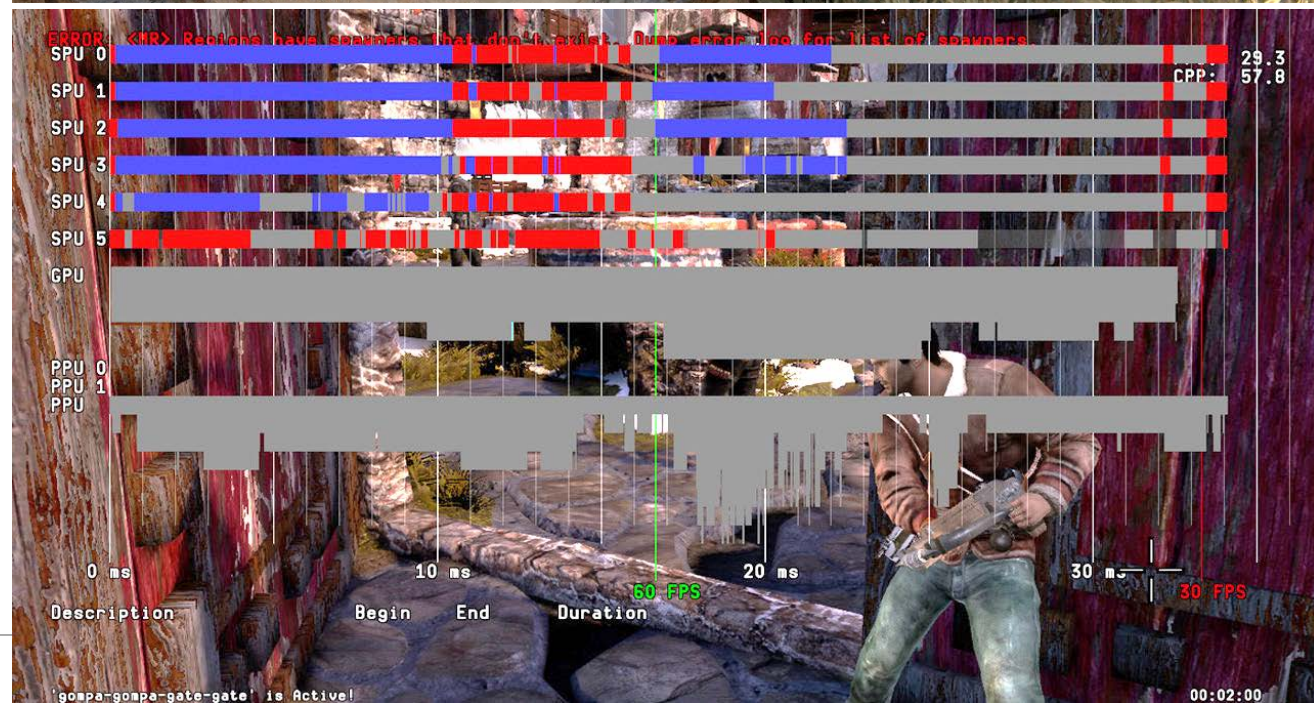 ERROR: <MR> Regions have spawners that don't exist. Dump error log for list of spawners.
SPU 0
29.3
CPP: 57.8
SPU 1
SPU 2
SPU 3
SPU 4
SPU 5
GPU
PPU 0
PPU 1
PPU
0 ms 10 ms 20 ms 30 ms
60 FPS 30 FPS
Description Begin End Duration
'gompa-gompa-gate-gate' is Active! 00:02:00